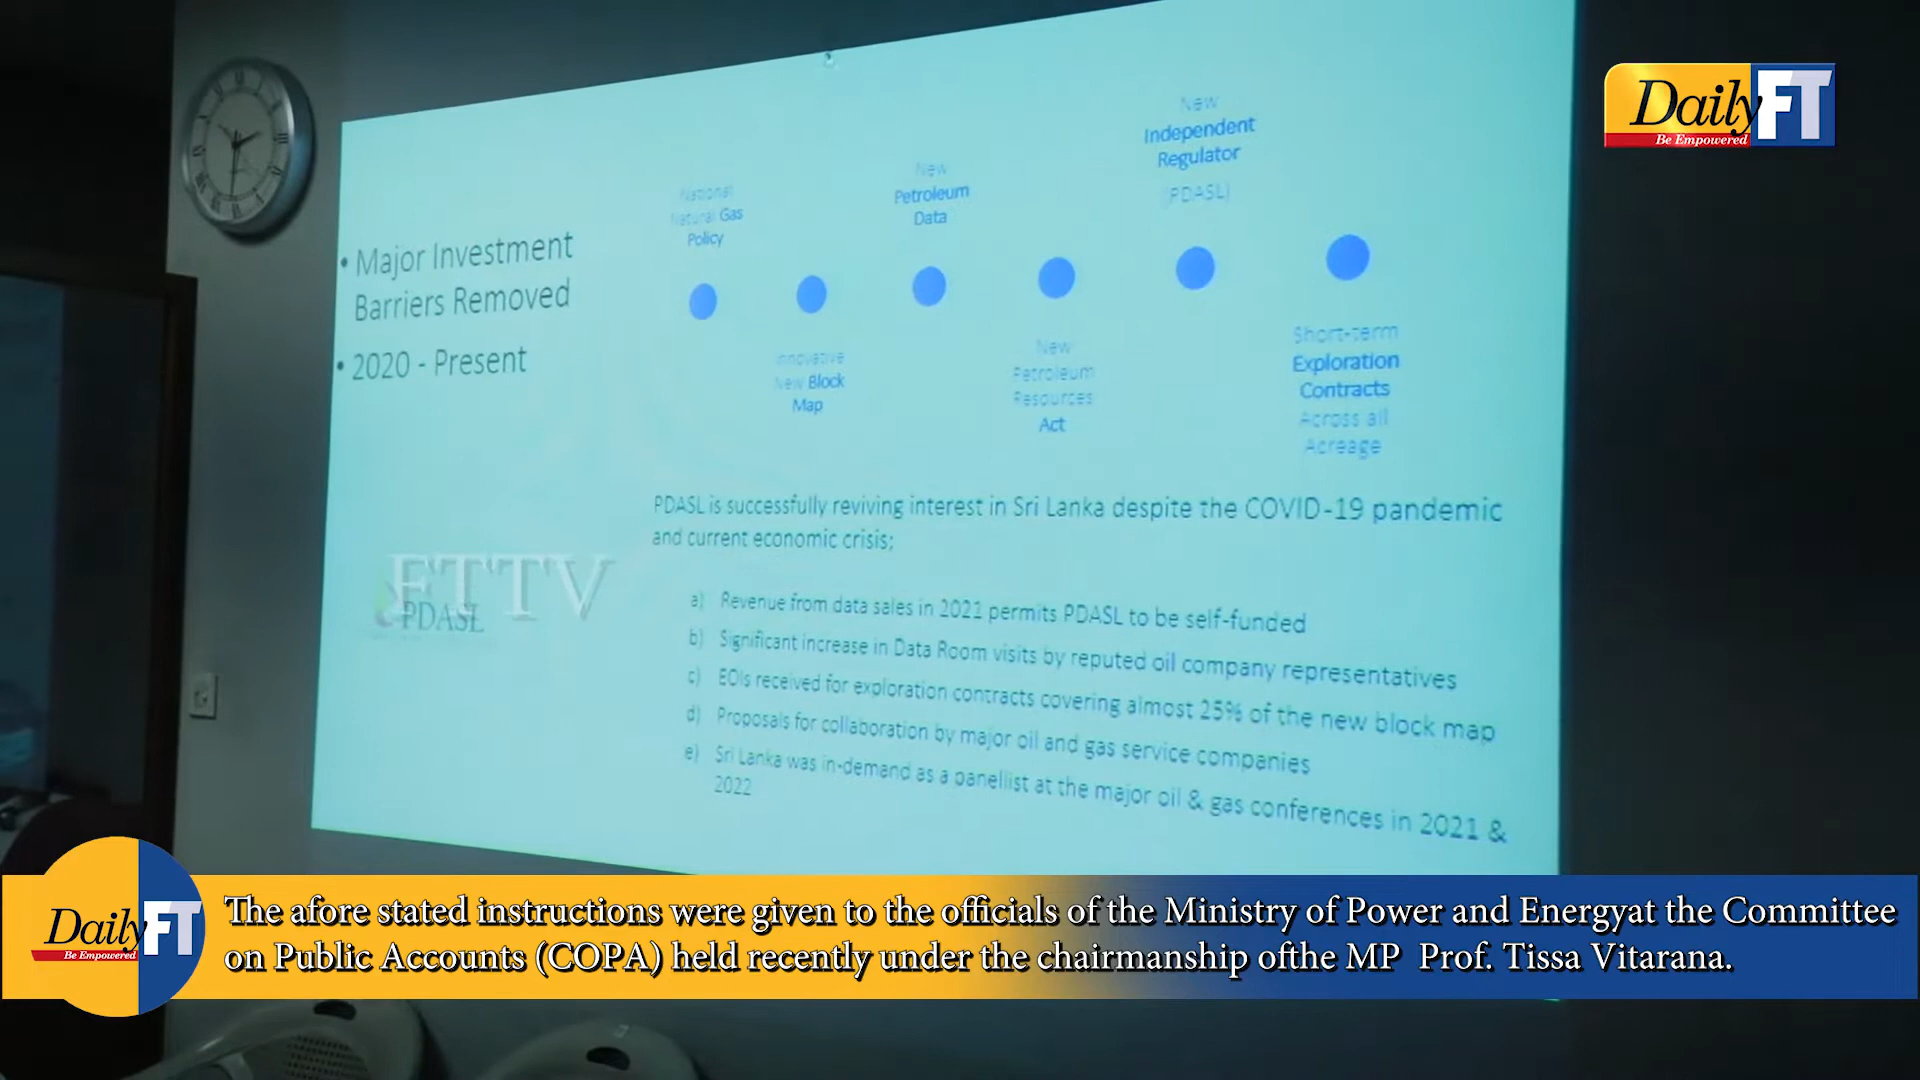 Daily FT
Be Empowered
• Major Investment
Barriers Removed
• 2020 - Present
National
Natural Gas
Policy
Innovative
New Block
Map
New
Petroleum
Data
New
Petroleum
Resources
Act
New
Independent
Regulator
(PDASL)
Short-term
Exploration
Contracts
Across all
Acreage
PDASL is successfully reviving interest in Sri Lanka despite the COVID-19 pandemic
and current economic crisis;
a) Revenue from data sales in 2021 permits PDASL to be self-funded
b) Significant increase in Data Room visits by reputed oil company representatives
c) EOIs received for exploration contracts covering almost 25% of the new block map
d) Proposals for collaboration by major oil and gas service companies
e) Sri Lanka was in-demand as a panellist at the major oil & gas conferences in 2021 &
2022
FTTV
PDASL
Daily FT
Be Empowered
The afore stated instructions were given to the officials of the Ministry of Power and Energyat the Committee
on Public Accounts (COPA) held recently under the chairmanship ofthe MP Prof. Tissa Vitarana.